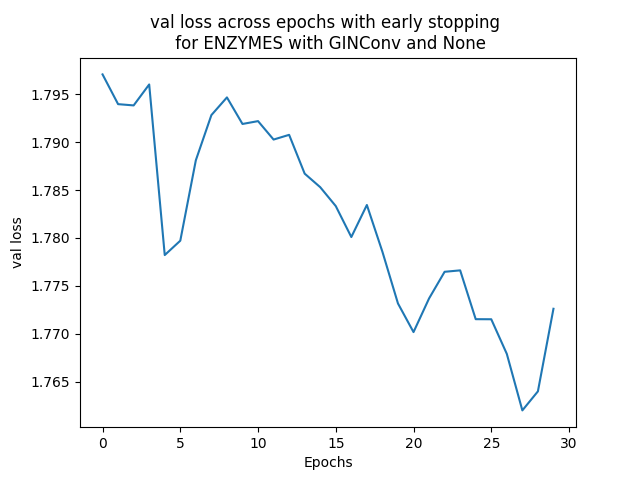 val loss across epochs with early stopping
for ENZYMES with GINConv and None
1.795
1.790
1.785
1.780
1.775
1.770
1.765
val loss
0 5 10 15 20 25 30
Epochs